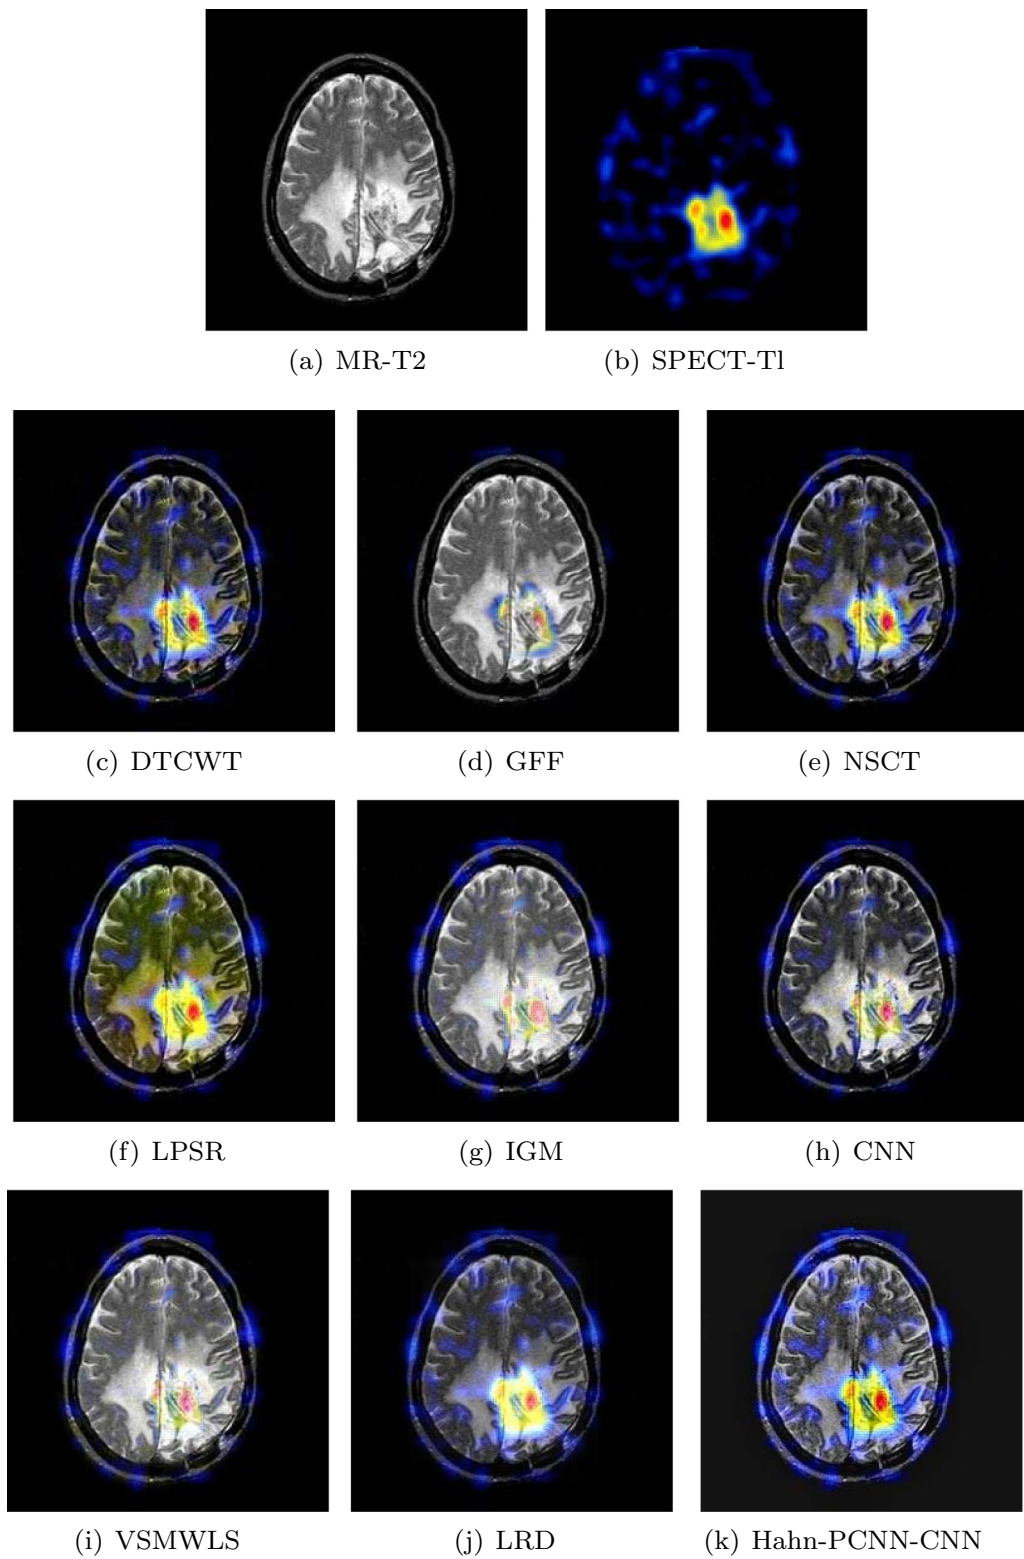 (a) MR-T2
(b) SPECT-Tl
(c) DTCWT
(d) GFF
(e) NSCT
(f) LPSR
(g) IGM
(h) CNN
(i) VSMWLS
(j) LRD
(k) Hahn-PCNN-CNN